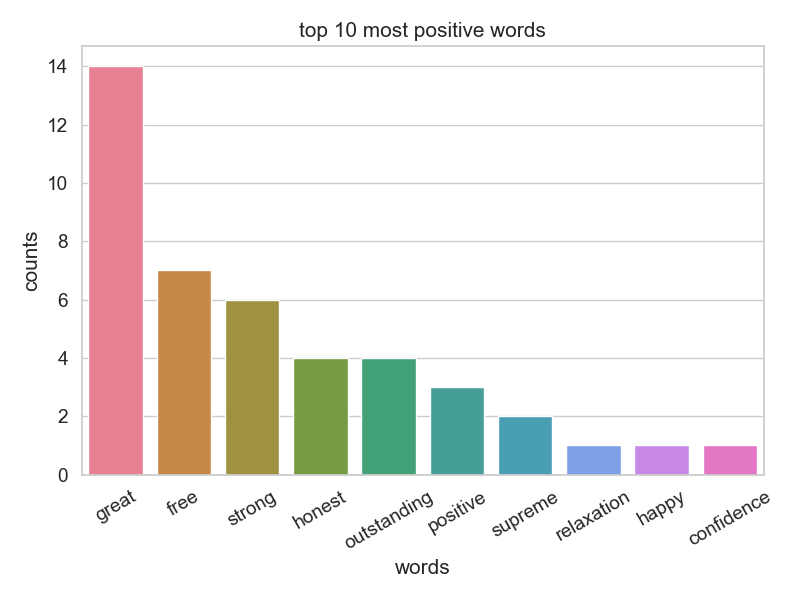 top 10 most positive words
14
12
10
8
6
4
2
0
counts
great
free
strong
honest
outstanding
positive
supreme
relaxation
happy
confidence
words